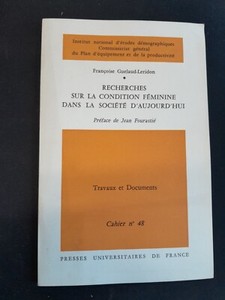 Institut national d'études démographiques
Commissariat général
du Plan d'équipement et de la productivité
Françoise Guelaud-Leridon
RECHERCHES
SUR LA CONDITION FÉMININE
DANS LA SOCIÉTÉ D'AUJOURD'HUI
Préface de Jean Fourastié
Travaux et Documents
Cahier n° 48
PRESSES UNIVERSITAIRES DE FRANCE